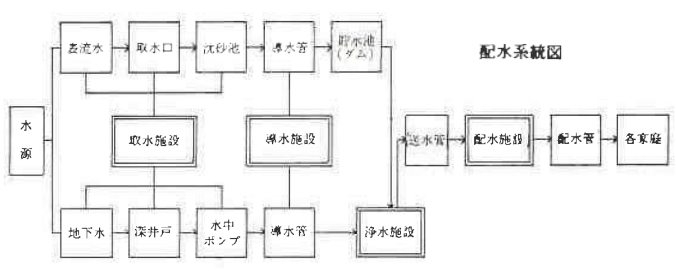 配水系統図
水源
表流水
取水口
沈砂池
導水管
貯水池
(ダム)
取水施設
導水施設
送水管
配水施設
配水管
各家庭
地下水
深井戸
水中
ポンプ
導水管
浄水施設